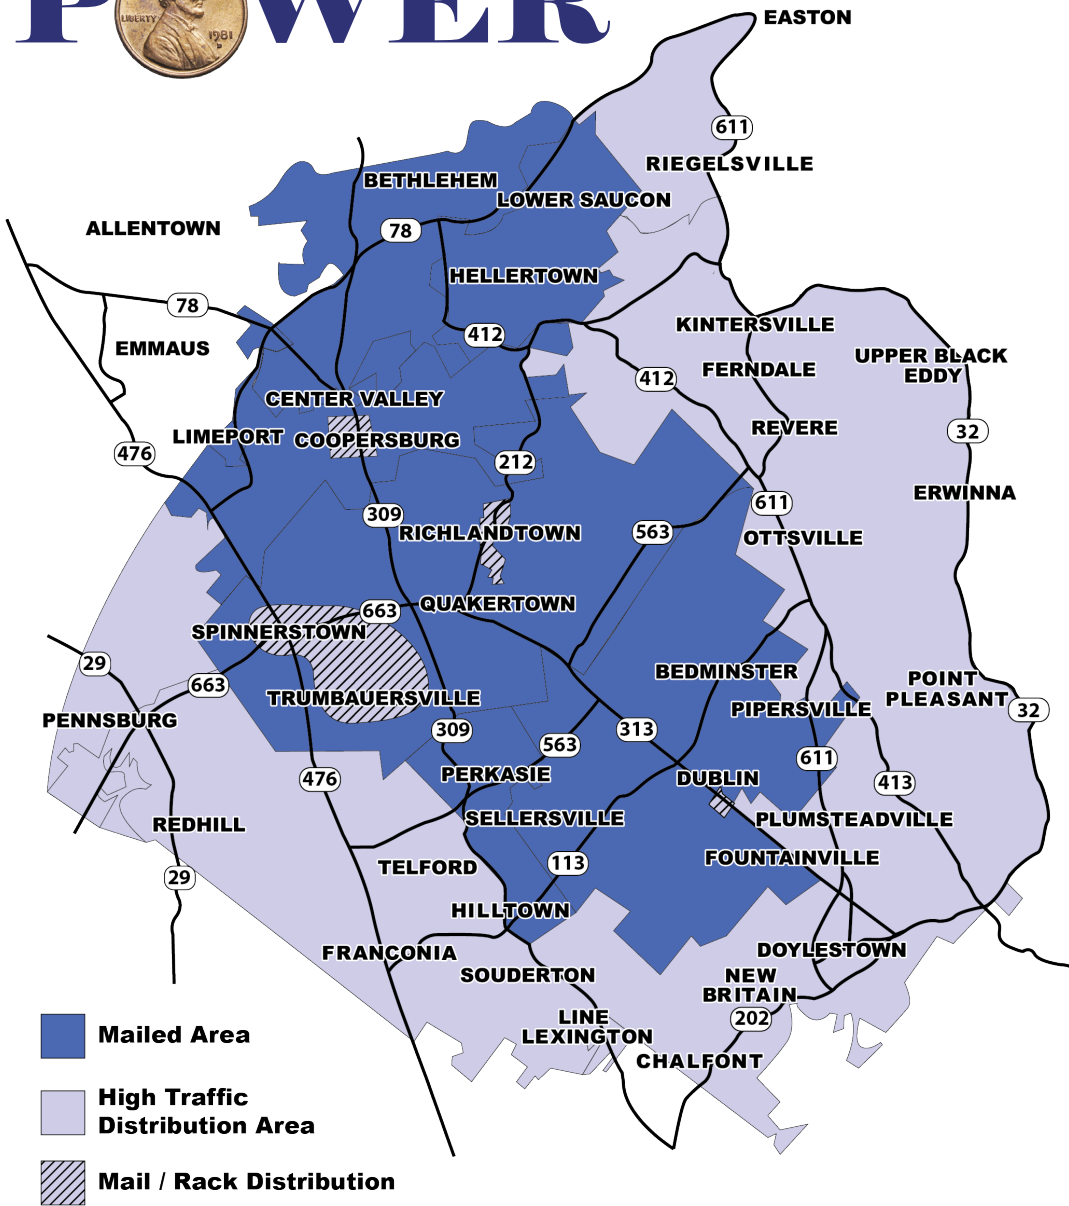 POWER
LIBERTY
1981
D
EASTON
611
RIEGELSVILLE
BETHLEHEM
LOWER SAUCON
ALLENTOWN
78
HELLERTOWN
78
KINTERSVILLE
412
EMMAUS
UPPER BLACK
EDDY
FERNDALE
412
CENTER VALLEY
REVERE
32
LIMEPORT
COOPERSBURG
476
212
ERWINNA
611
309
RICHLANDTOWN
563
OTTSVILLE
QUAKERTOWN
663
SPINNERSTOWN
29
BEDMINSTER
663
POINT
PLEASANT
TRUMBAUERSVILLE
PIPERSVILLE
32
PENNSBURG
309
313
563
611
PERKASIE
DUBLIN
476
413
SELLERSVILLE
PLUMSTEADVILLE
REDHILL
FOUNTAINVILLE
113
TELFORD
29
HILLTOWN
FRANCONIA
DOYLESTOWN
SOUDERTON
NEW
BRITAIN
LINE
LEXINGTON
202
CHALFONT
Mailed Area
High Traffic
Distribution Area
Mail / Rack Distribution